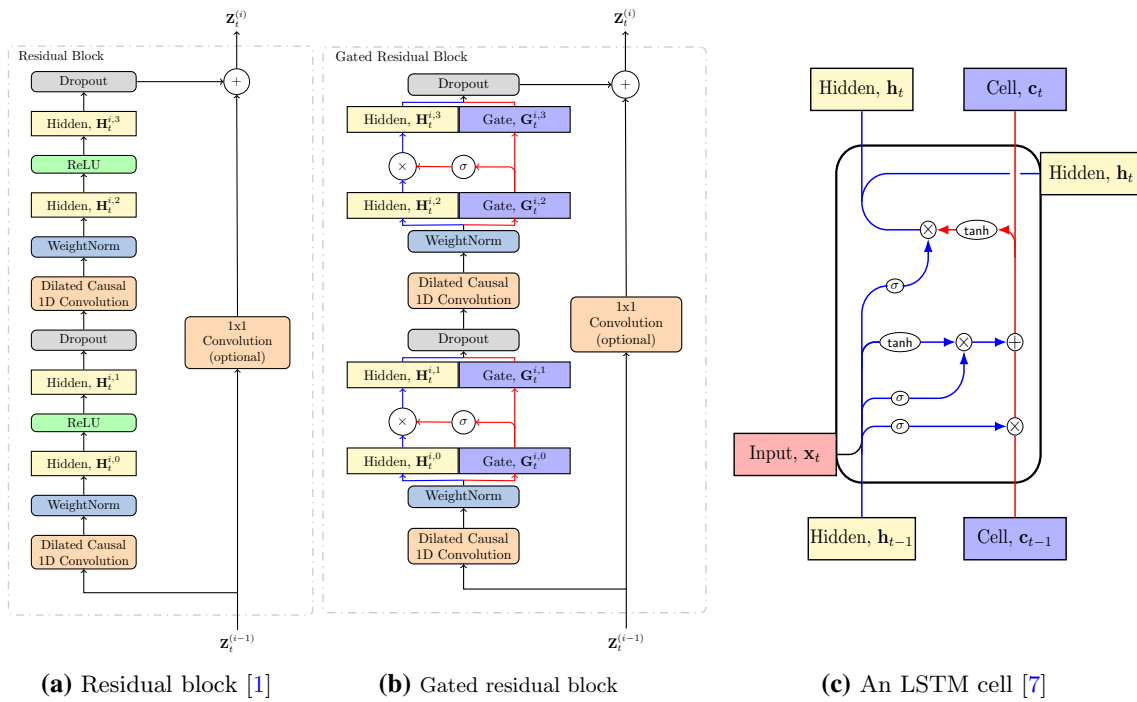 Z_t^{(i)}
Residual Block
Dropout
+
Hidden, H_t^{i,3}
ReLU
Hidden, H_t^{i,2}
WeightNorm
Dilated Causal
1D Convolution
Dropout
1x1
Convolution
(optional)
Hidden, H_t^{i,1}
ReLU
Hidden, H_t^{i,0}
WeightNorm
Dilated Causal
1D Convolution
Z_t^{(i-1)}
(a) Residual block [1]
Z_t^{(i)}
Gated Residual Block
Dropout
+
Hidden, H_t^{i,3}
Gate, G_t^{i,3}
×
σ
Hidden, H_t^{i,2}
Gate, G_t^{i,2}
WeightNorm
Dilated Causal
1D Convolution
1x1
Convolution
(optional)
Dropout
Hidden, H_t^{i,1}
Gate, G_t^{i,1}
×
σ
Hidden, H_t^{i,0}
Gate, G_t^{i,0}
WeightNorm
Dilated Causal
1D Convolution
Z_t^{(i-1)}
(b) Gated residual block
Hidden, h_t
Cell, c_t
Hidden, h_t
×
tanh
σ
tanh
×
+
σ
σ
×
Input, x_t
Hidden, h_{t-1}
Cell, c_{t-1}
(c) An LSTM cell [7]